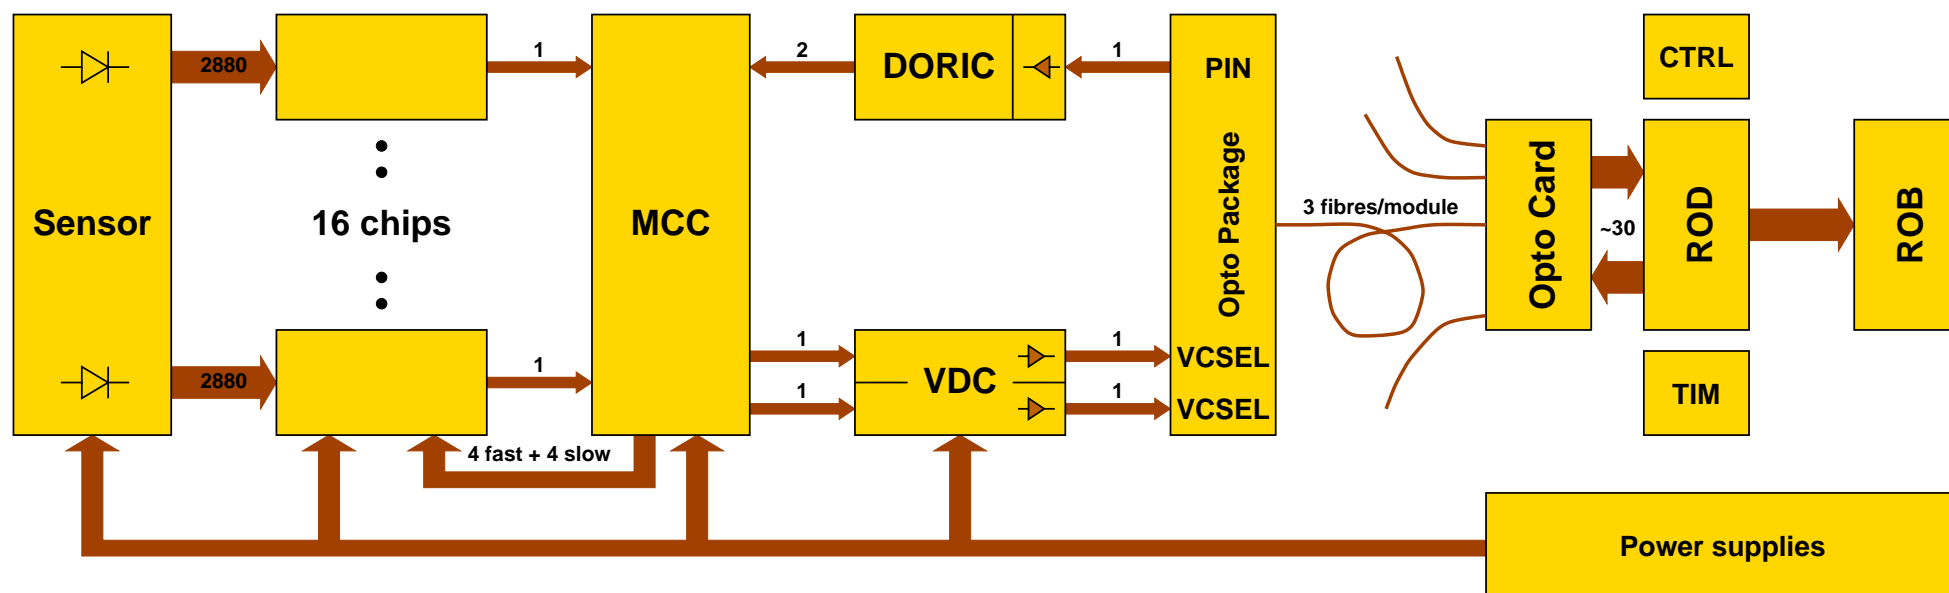 Sensor
2880
2880
16 chips
1
1
4 fast + 4 slow
MCC
2
1
1
DORIC
VDC
1
1
1
PIN
Opto Package
VCSEL
VCSEL
3 fibres/module
Opto Card
~30
CTRL
ROD
TIM
ROB
Power supplies